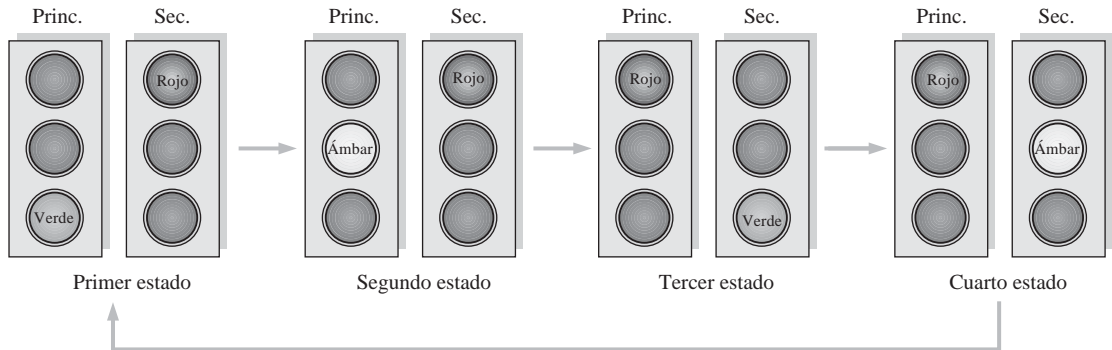 Princ. Sec. Princ. Sec. Princ. Sec. Princ. Sec.
Rojo Rojo Rojo Rojo
Ámbar Ámbar
Verde Verde
Primer estado Segundo estado Tercer estado Cuarto estado